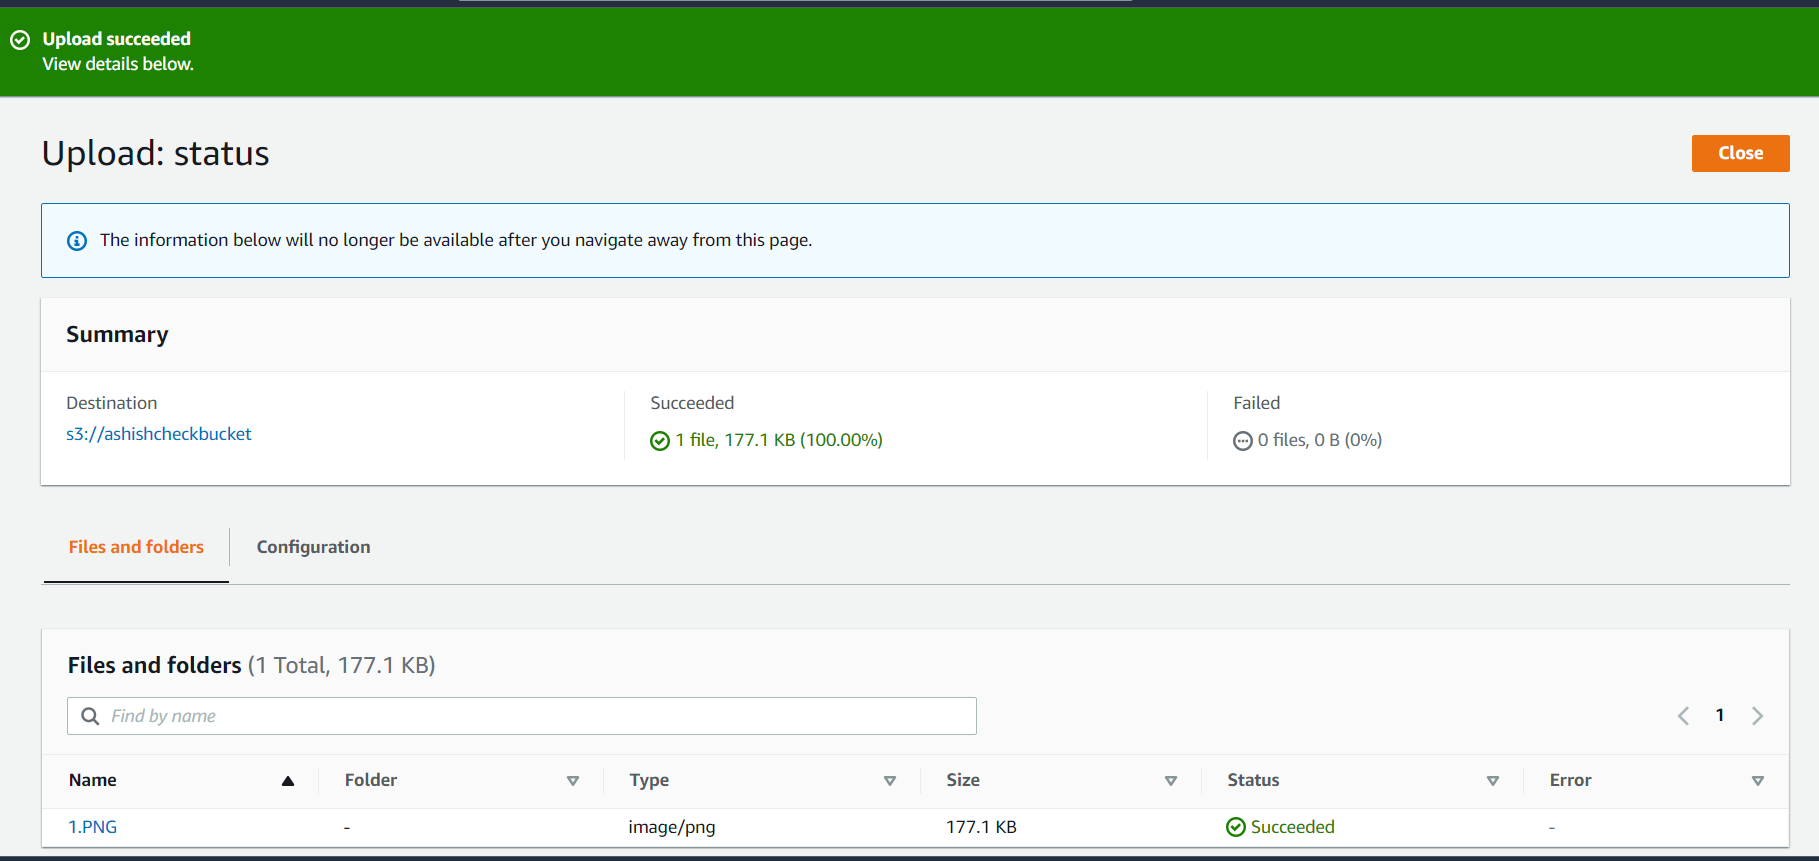 Upload succeeded
View details below.
Upload: status
Close
The information below will no longer be available after you navigate away from this page.
Summary
Destination
s3://ashishcheckbucket
Succeeded
1 file, 177.1 KB (100.00%)
Failed
0 files, 0 B (0%)
Files and folders
Configuration
Files and folders (1 Total, 177.1 KB)
Find by name
1
Name Folder Type Size Status Error
1.PNG - image/png 177.1 KB Succeeded -